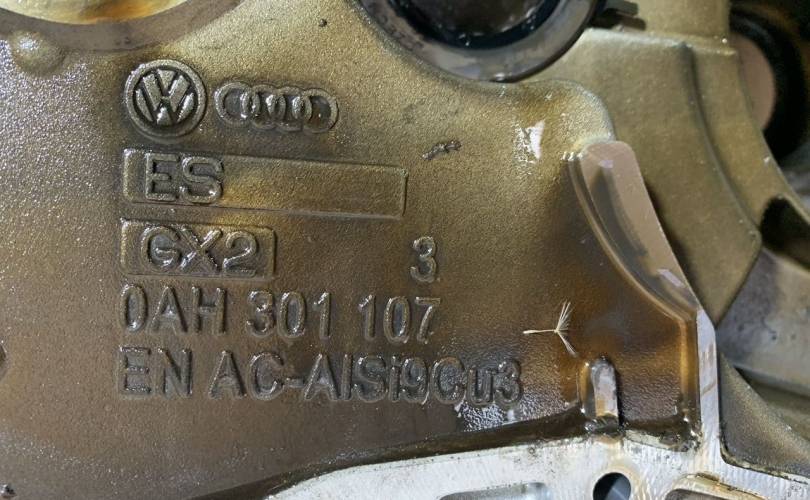 ES
GX2 3
0AH 301 107
EN AC-AlSi9Cu3